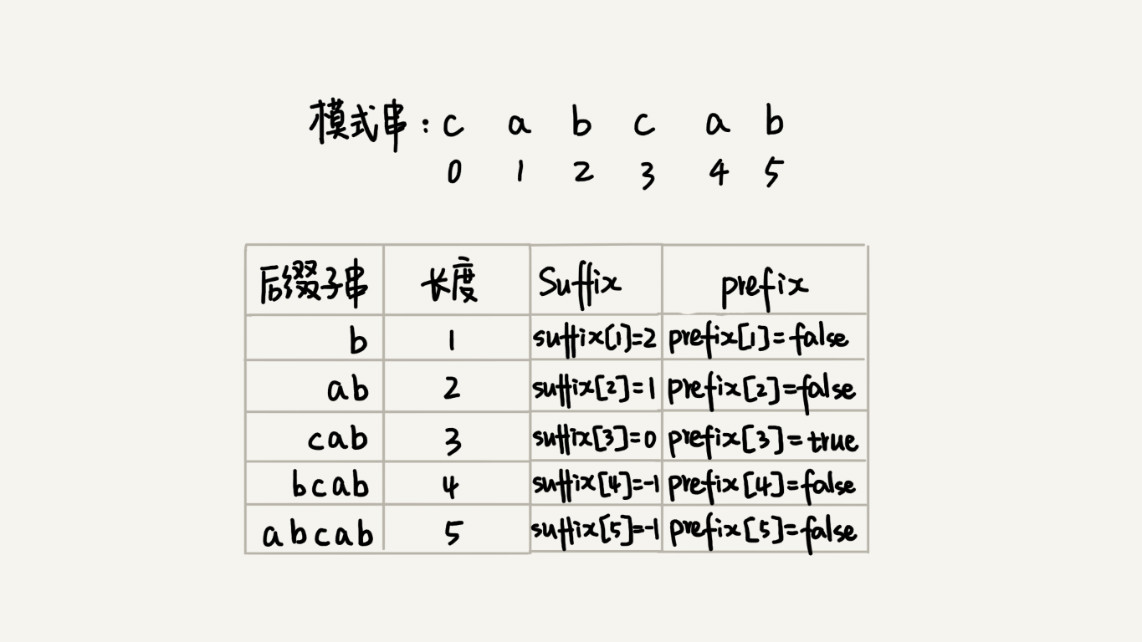 模式串: c a b c a b
0 1 2 3 4 5
后缀子串 长度 Suffix prefix
b 1 suffix[1]=2 prefix[1]=false
ab 2 suffix[2]=1 prefix[2]=false
cab 3 suffix[3]=0 prefix[3]=true
bcab 4 suffix[4]=-1 prefix[4]=false
abcab 5 suffix[5]=-1 prefix[5]=false